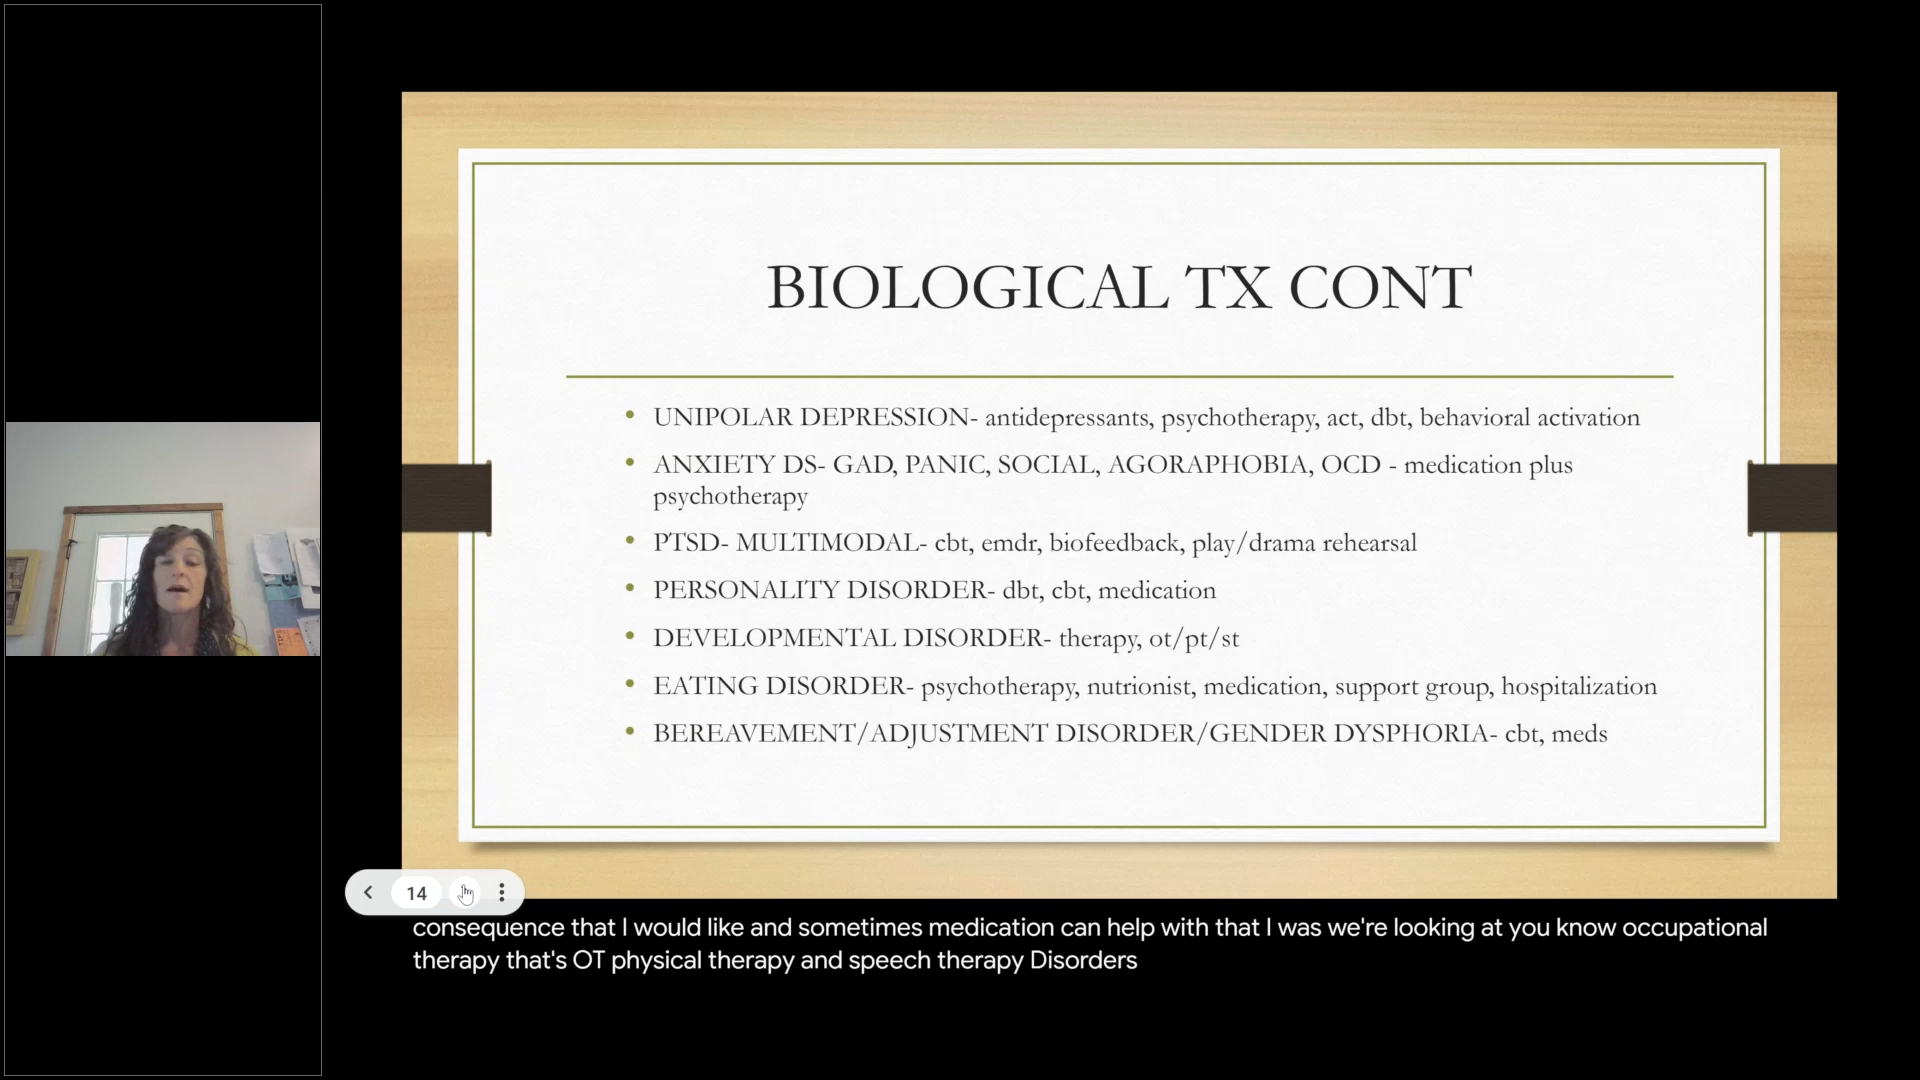 BIOLOGICAL TX CONT
• UNIPOLAR DEPRESSION- antidepressants, psychotherapy, act, dbt, behavioral activation
• ANXIETY DS- GAD, PANIC, SOCIAL, AGORAPHOBIA, OCD - medication plus
psychotherapy
• PTSD- MULTIMODAL- cbt, emdr, biofeedback, play/drama rehearsal
• PERSONALITY DISORDER- dbt, cbt, medication
• DEVELOPMENTAL DISORDER- therapy, ot/pt/st
• EATING DISORDER- psychotherapy, nutrionist, medication, support group, hospitalization
• BEREAVEMENT/ADJUSTMENT DISORDER/GENDER DYSPHORIA- cbt, meds
14
consequence that I would like and sometimes medication can help with that I was we're looking at you know occupational
therapy that's OT physical therapy and speech therapy Disorders